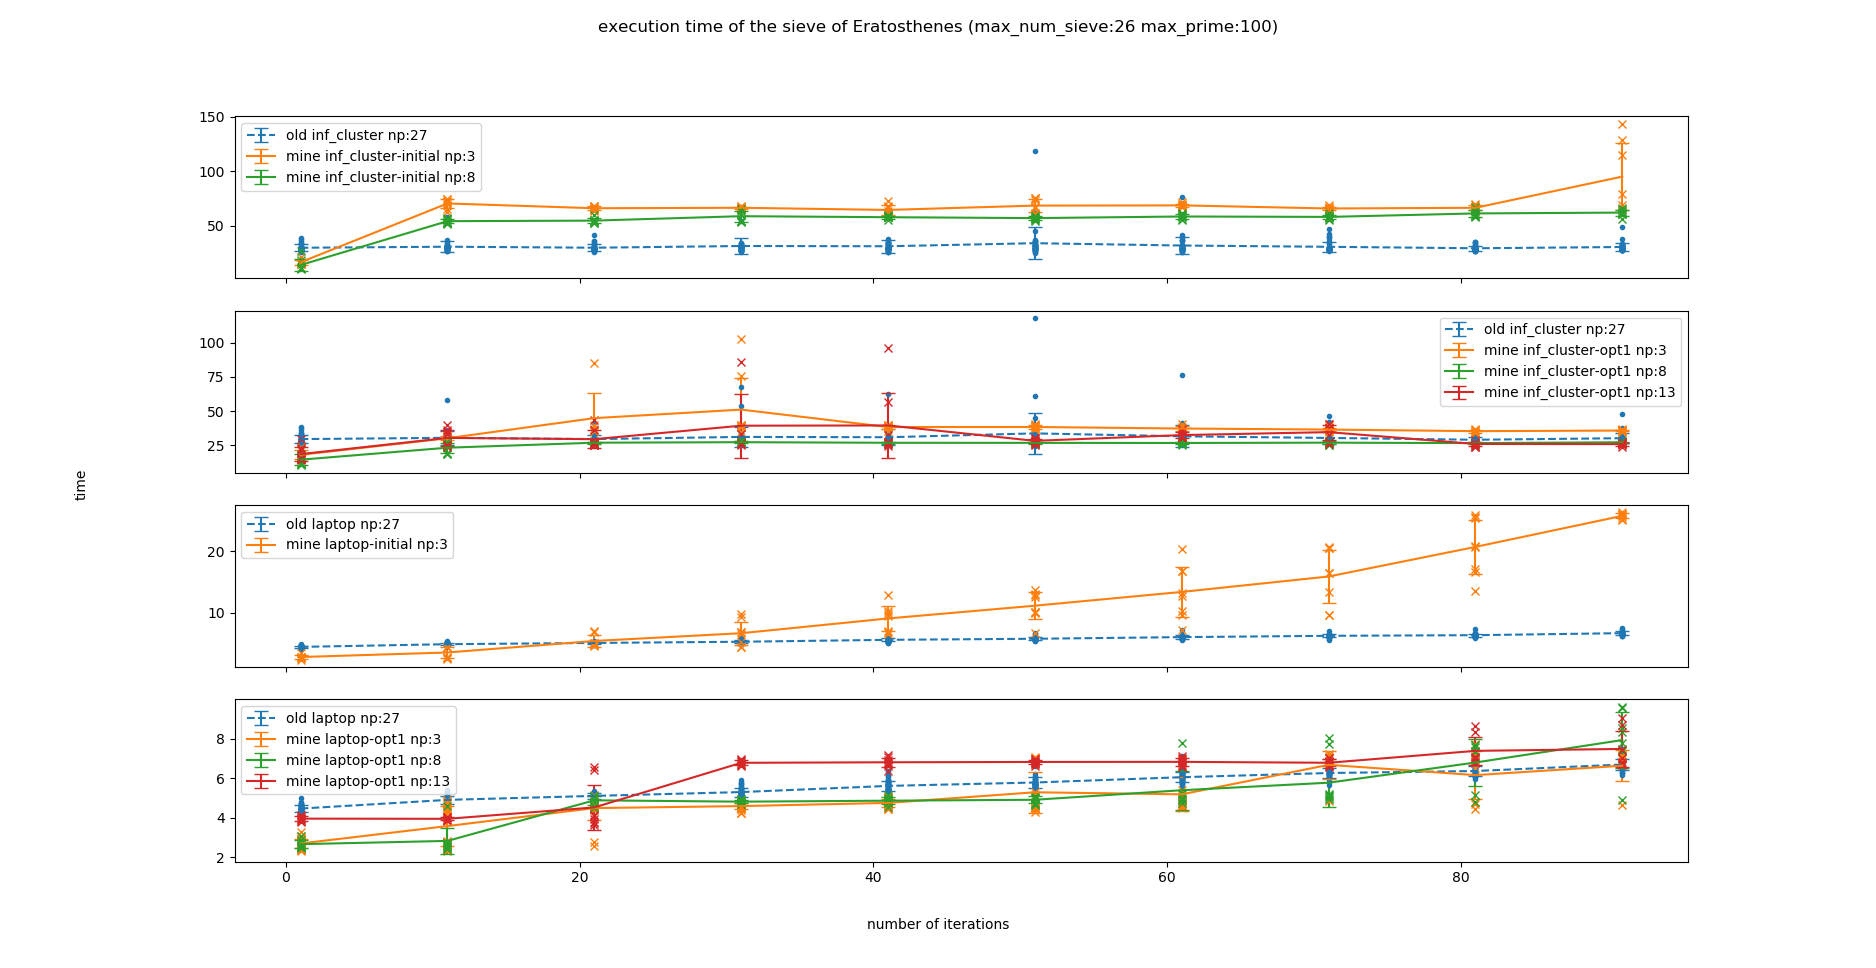 execution time of the sieve of Eratosthenes (max_num_sieve:26 max_prime:100)
150
100
50
old inf_cluster np:27
mine inf_cluster-initial np:3
mine inf_cluster-initial np:8
100
75
50
25
old inf_cluster np:27
mine inf_cluster-opt1 np:3
mine inf_cluster-opt1 np:8
mine inf_cluster-opt1 np:13
time
20
10
old laptop np:27
mine laptop-initial np:3
8
6
4
2
old laptop np:27
mine laptop-opt1 np:3
mine laptop-opt1 np:8
mine laptop-opt1 np:13
0 20 40 60 80
number of iterations